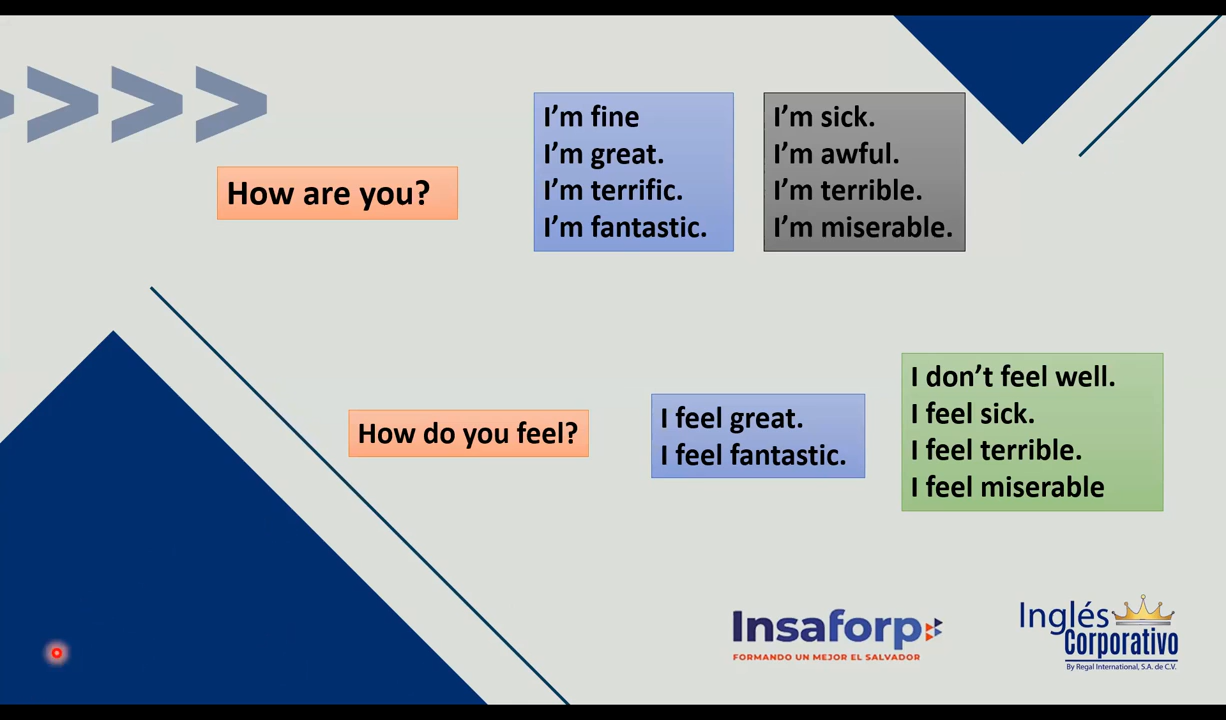 How are you?
I'm fine
I'm great.
I'm terrific.
I'm fantastic.
I'm sick.
I'm awful.
I'm terrible.
I'm miserable.
How do you feel?
I feel great.
I feel fantastic.
I don't feel well.
I feel sick.
I feel terrible.
I feel miserable
Insaforp
FORMANDO UN MEJOR EL SALVADOR
Inglés
Corporativo
By Regal International, S.A. de C.V.